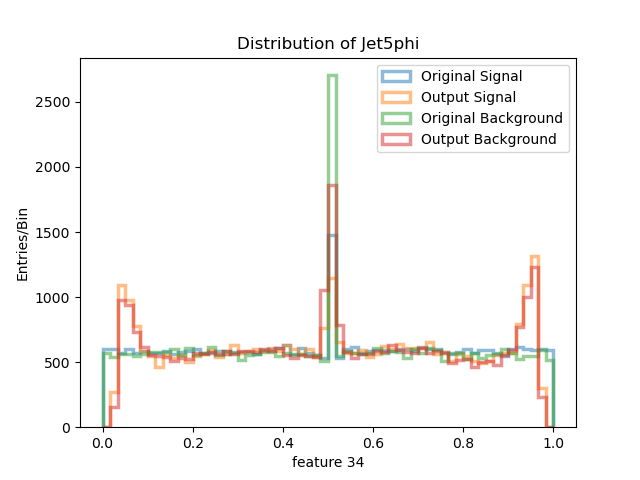 Distribution of Jet5phi
Original Signal
Output Signal
Original Background
Output Background
Entries/Bin
2500
2000
1500
1000
500
0
0.0 0.2 0.4 0.6 0.8 1.0
feature 34